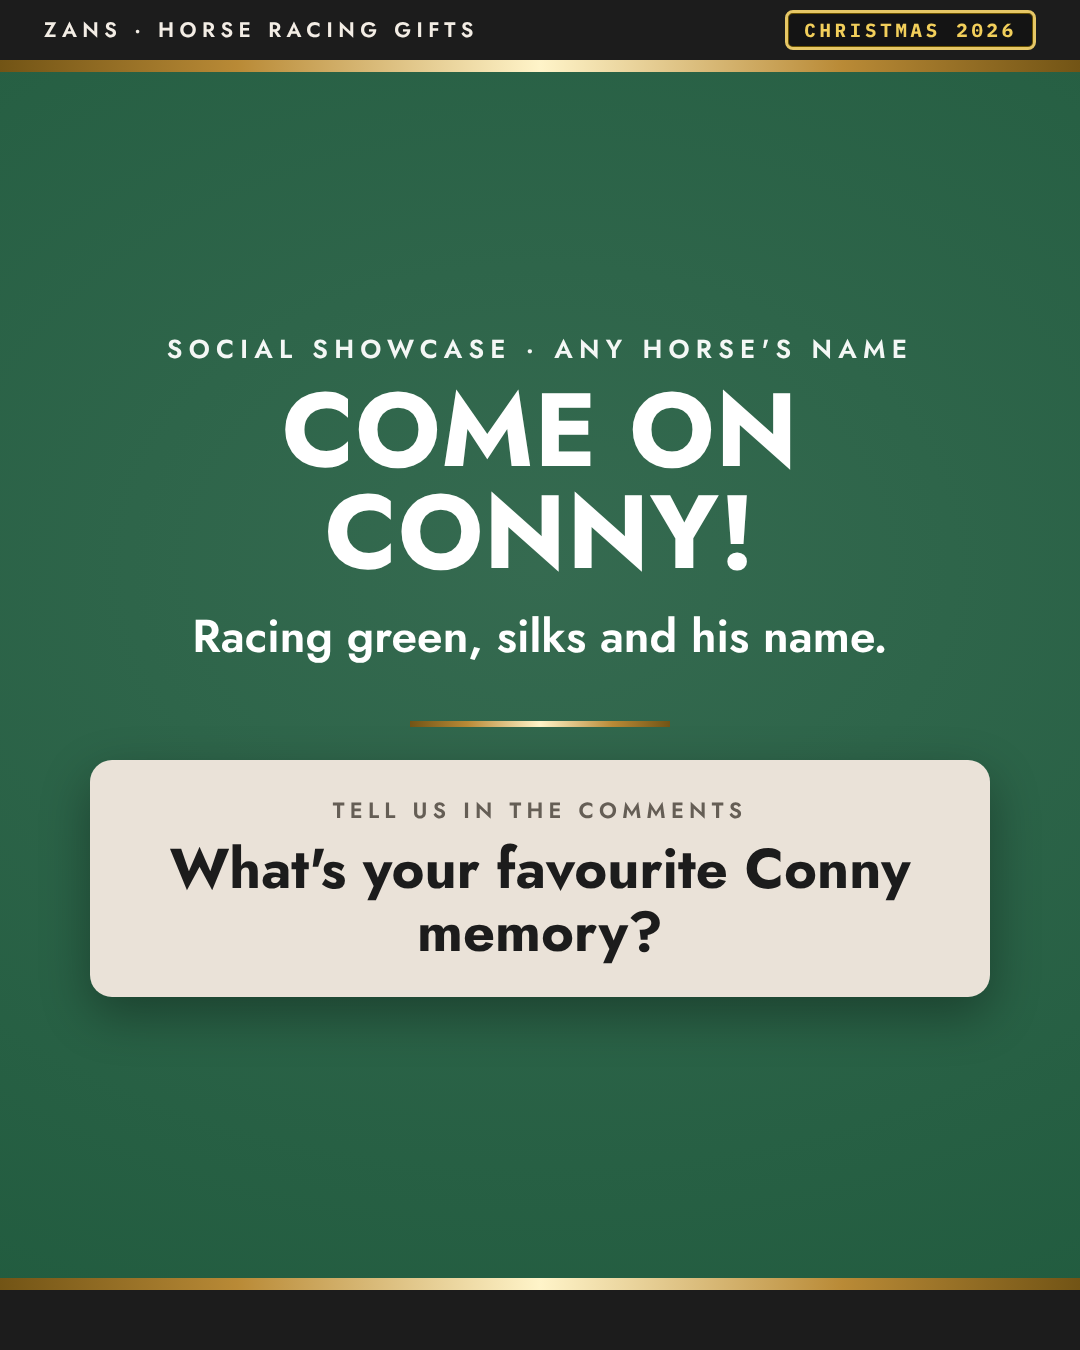 ZANS · HORSE RACING GIFTS
CHRISTMAS 2026
SOCIAL SHOWCASE · ANY HORSE'S NAME
COME ON
CONNY!
Racing green, silks and his name.
TELL US IN THE COMMENTS
What's your favourite Conny
memory?